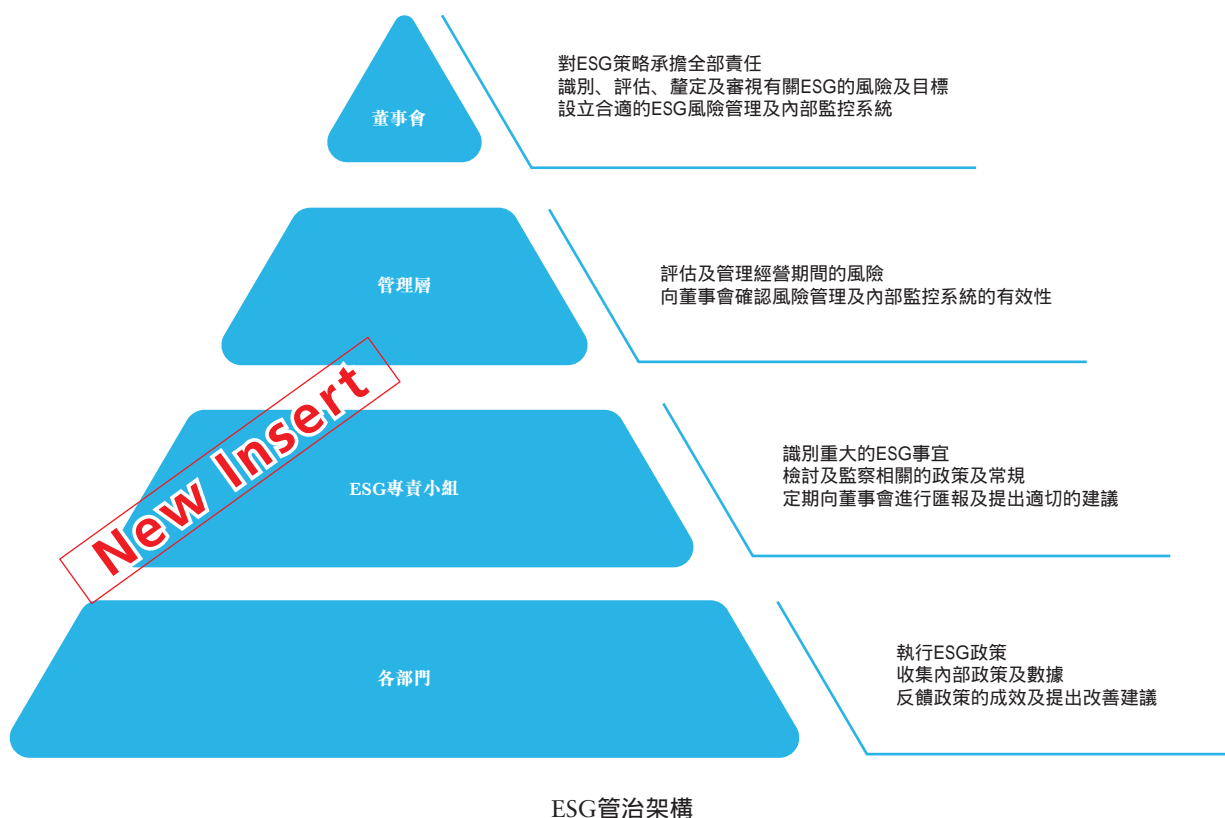 董事會
對ESG策略承擔全部責任
識別、評估、釐定及審視有關ESG的風險及目標
設立合適的ESG風險管理及內部監控系統
管理層
評估及管理經營期間的風險
向董事會確認風險管理及內部監控系統的有效性
New Insert
ESG專責小組
識別重大的ESG事宜
檢討及監察相關的政策及常規
定期向董事會進行匯報及提出適切的建議
各部門
執行ESG政策
收集內部政策及數據
反饋政策的成效及提出改善建議
ESG管治架構